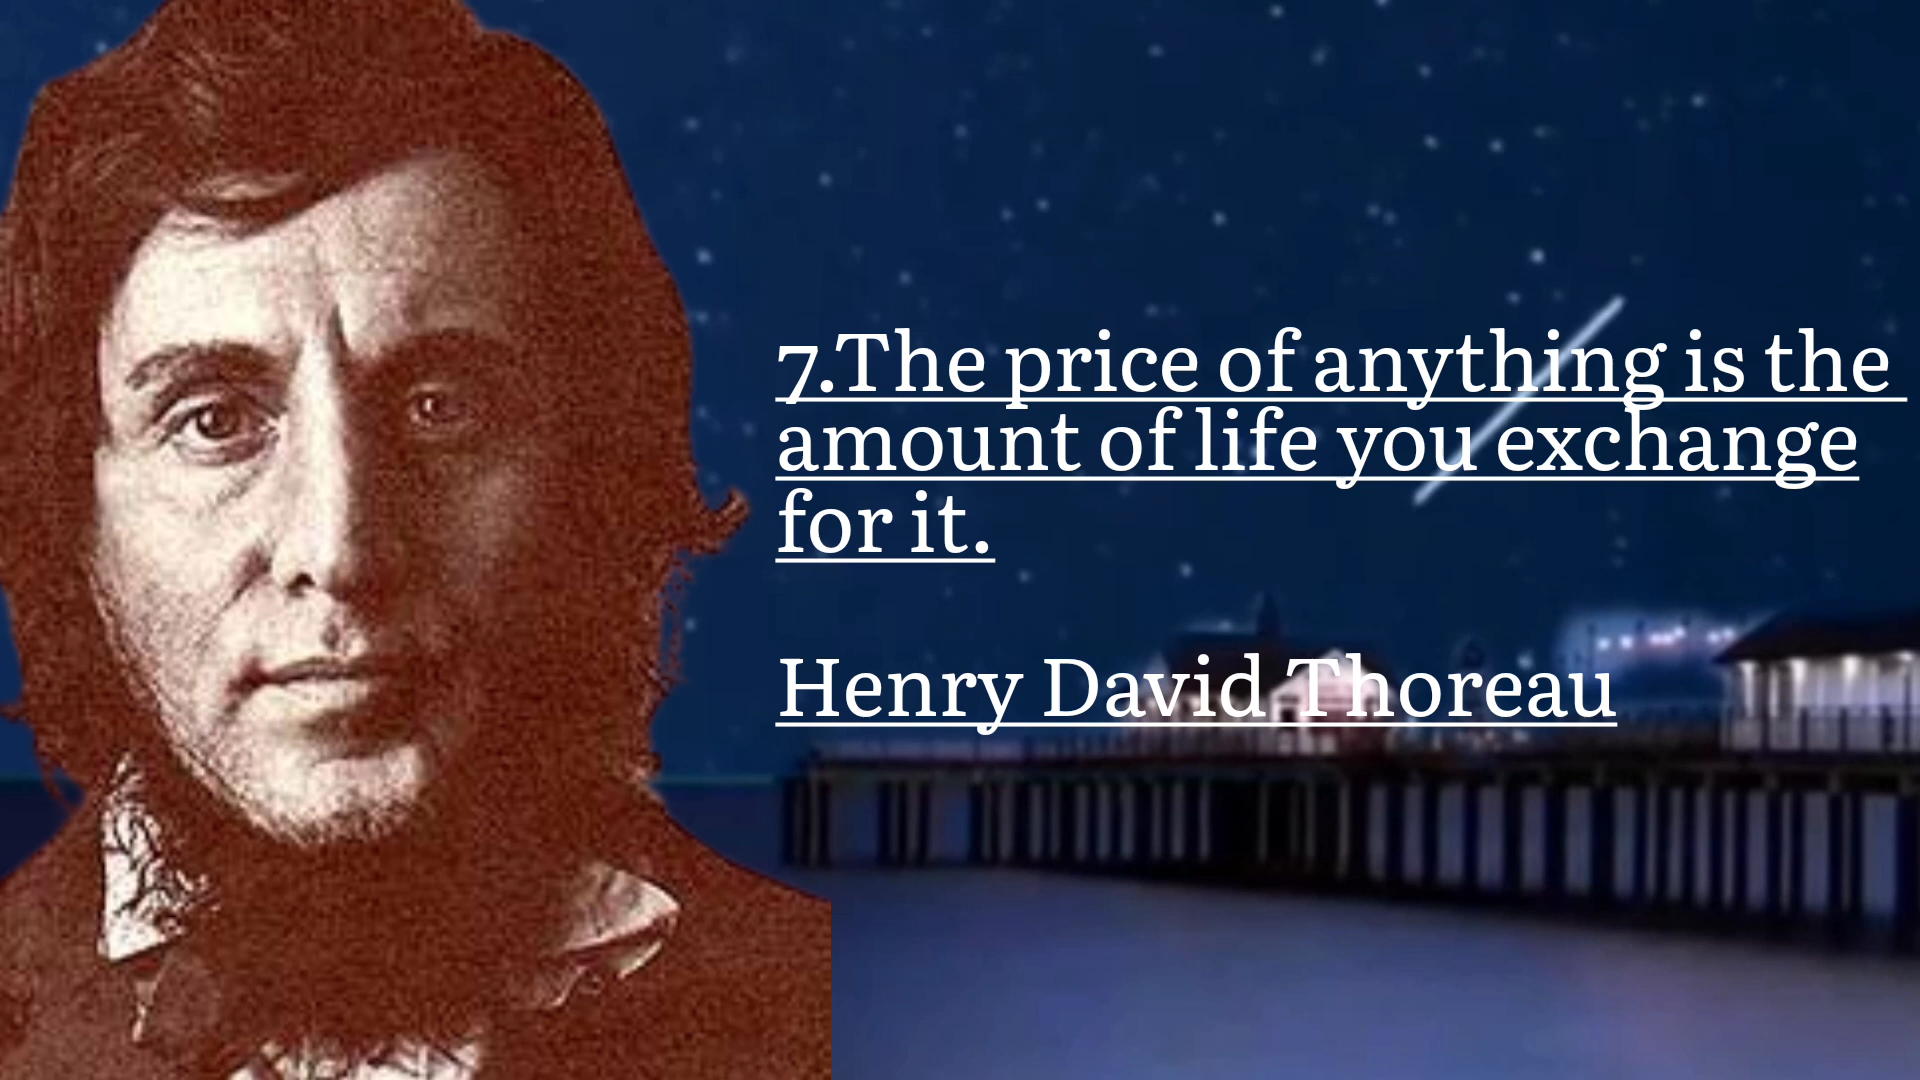 7.The price of anything is the
amount of life you exchange
for it.
Henry David Thoreau